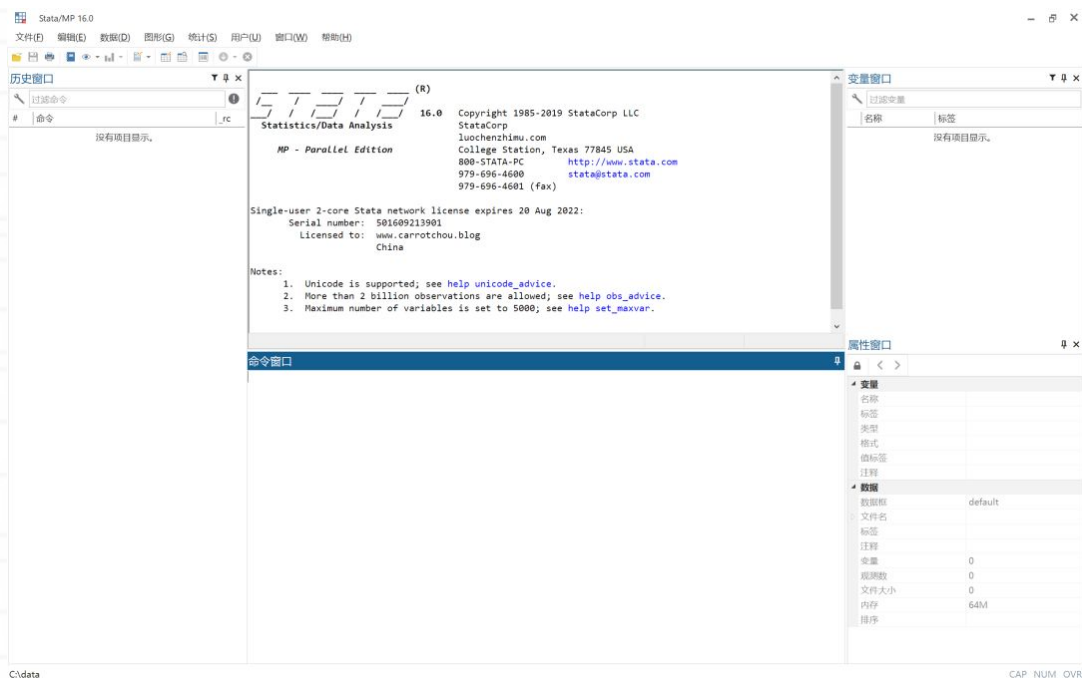 Stata/MP 16.0
文件(F) 编辑(E) 数据(D) 图形(G) 统计(S) 用户(U) 窗口(W) 帮助(H)
历史窗口
过滤命令
# 命令 _rc
没有项目显示。
(R)
16.0 Copyright 1985-2019 StataCorp LLC
Statistics/Data Analysis StataCorp
luochenzhimu.com
MP - Parallel Edition College Station, Texas 77845 USA
800-STATA-PC http://www.stata.com
979-696-4600 stata@stata.com
979-696-4601 (fax)
Single-user 2-core Stata network license expires 20 Aug 2022:
Serial number: 501609213901
Licensed to: www.carrotchou.blog
China
Notes:
1. Unicode is supported; see help unicode_advice.
2. More than 2 billion observations are allowed; see help obs_advice.
3. Maximum number of variables is set to 5000; see help set_maxvar.
命令窗口
变量窗口
过滤变量
名称 标签
没有项目显示。
属性窗口
变量
名称
标签
类型
格式
值标签
注释
数据
数据框 default
文件名
标签
注释
变量 0
观测数 0
文件大小 0
内存 64M
排序
C:\data
CAP NUM OVR